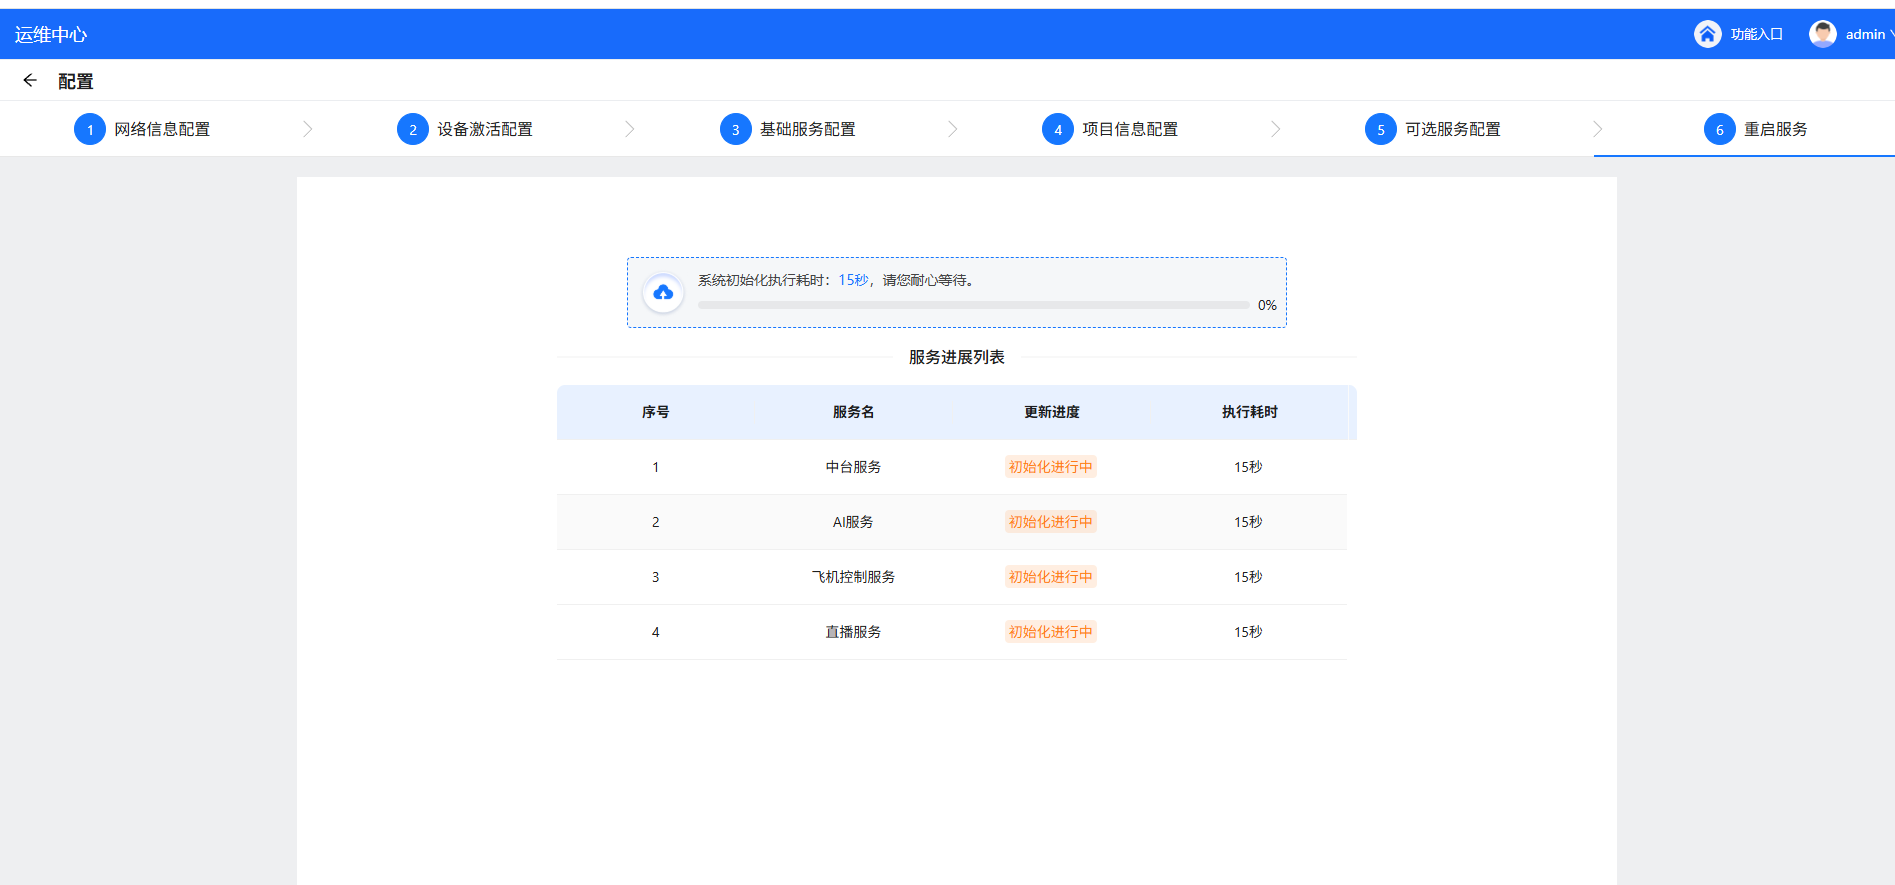 运维中心
功能入口
admin
配置
1 网络信息配置
2 设备激活配置
3 基础服务配置
4 项目信息配置
5 可选服务配置
6 重启服务
系统初始化执行耗时：15秒，请您耐心等待。
0%
服务进展列表
序号 服务名 更新进度 执行耗时
1 中台服务 初始化进行中 15秒
2 AI服务 初始化进行中 15秒
3 飞机控制服务 初始化进行中 15秒
4 直播服务 初始化进行中 15秒